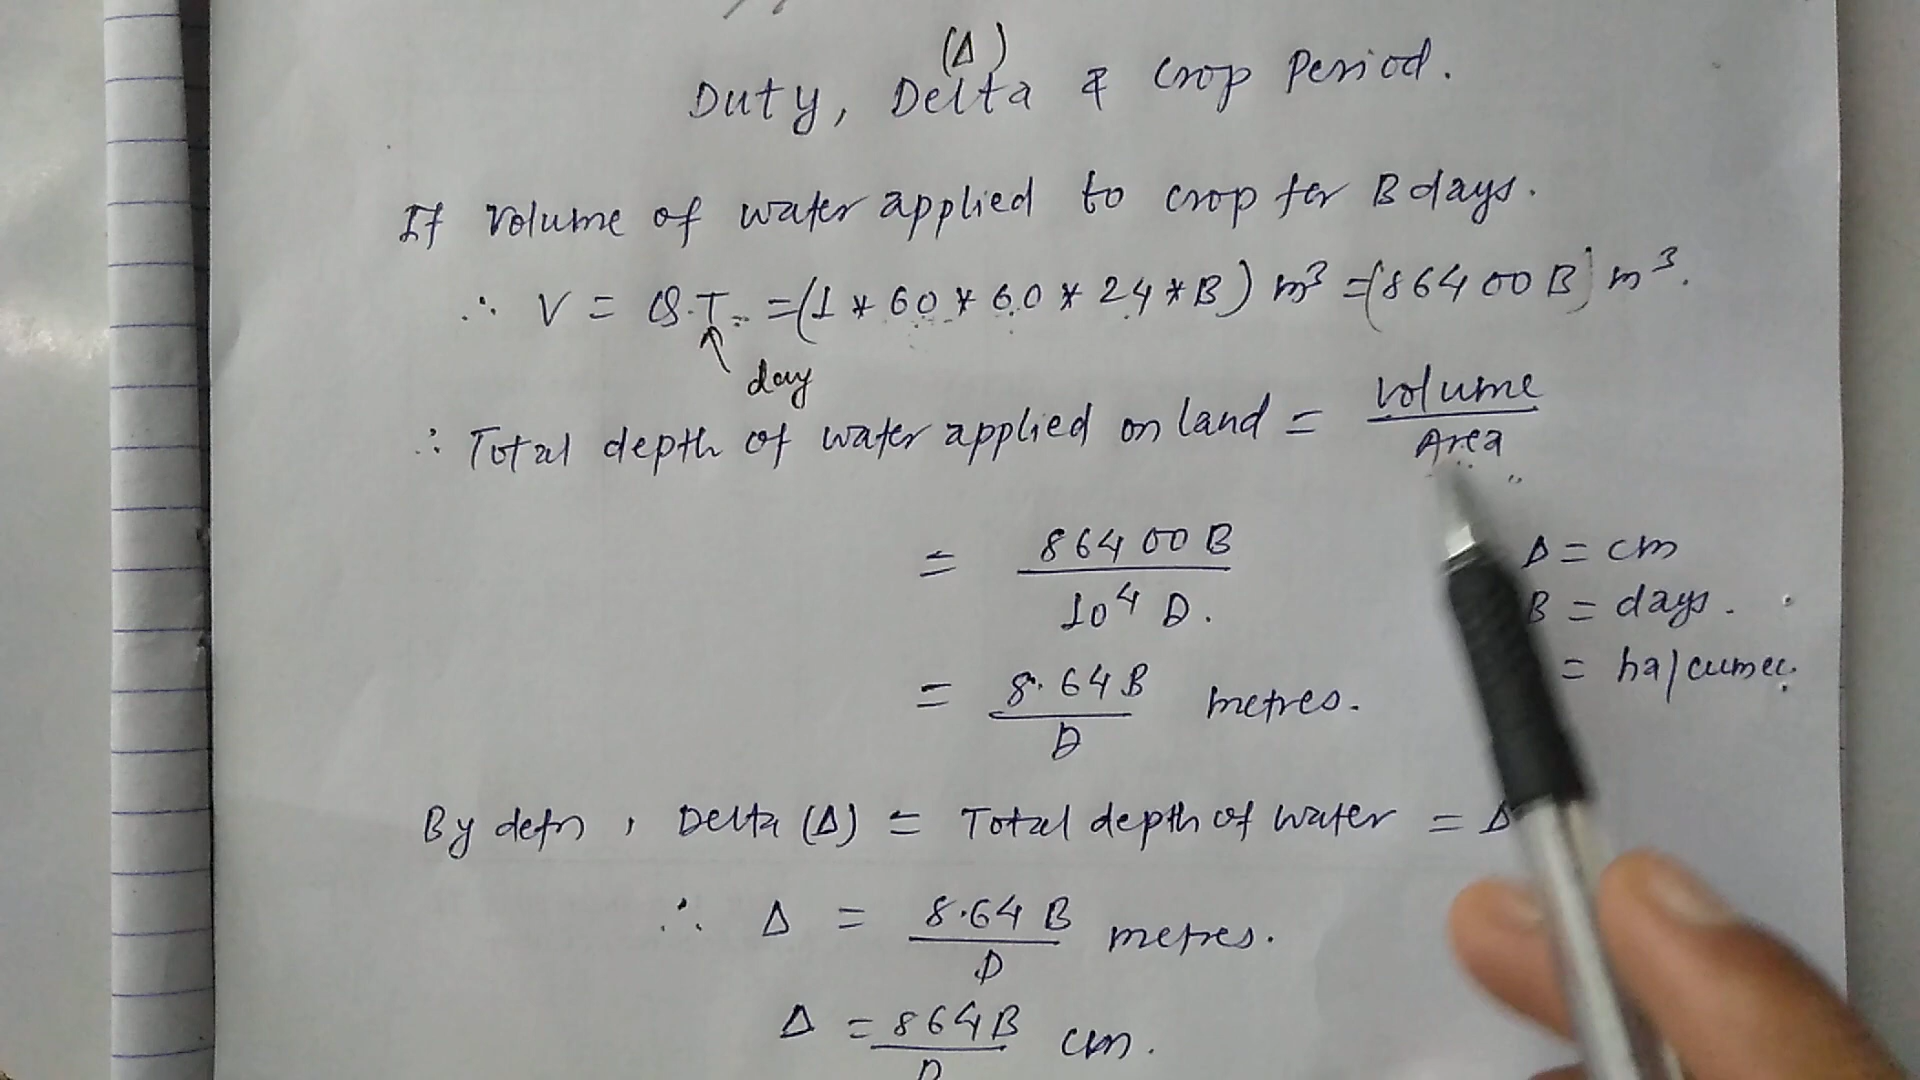 (Δ)
Duty, Delta & Crop Period.
If Volume of water applied to crop for B days.
∴ V = Q.T. = (1 * 60 * 60 * 24 * B) m³ = (86400 B) m³.
day
∴ Total depth of water applied on land = Volume / Area
= 86400 B / 10⁴ D.
Δ = cm
B = days.
= 8.64 B / D metres.
= ha/cumec.
By defn, Delta (Δ) = Total depth of water = Δ
∴ Δ = 8.64 B / D metres.
Δ = 864 B / D cm.